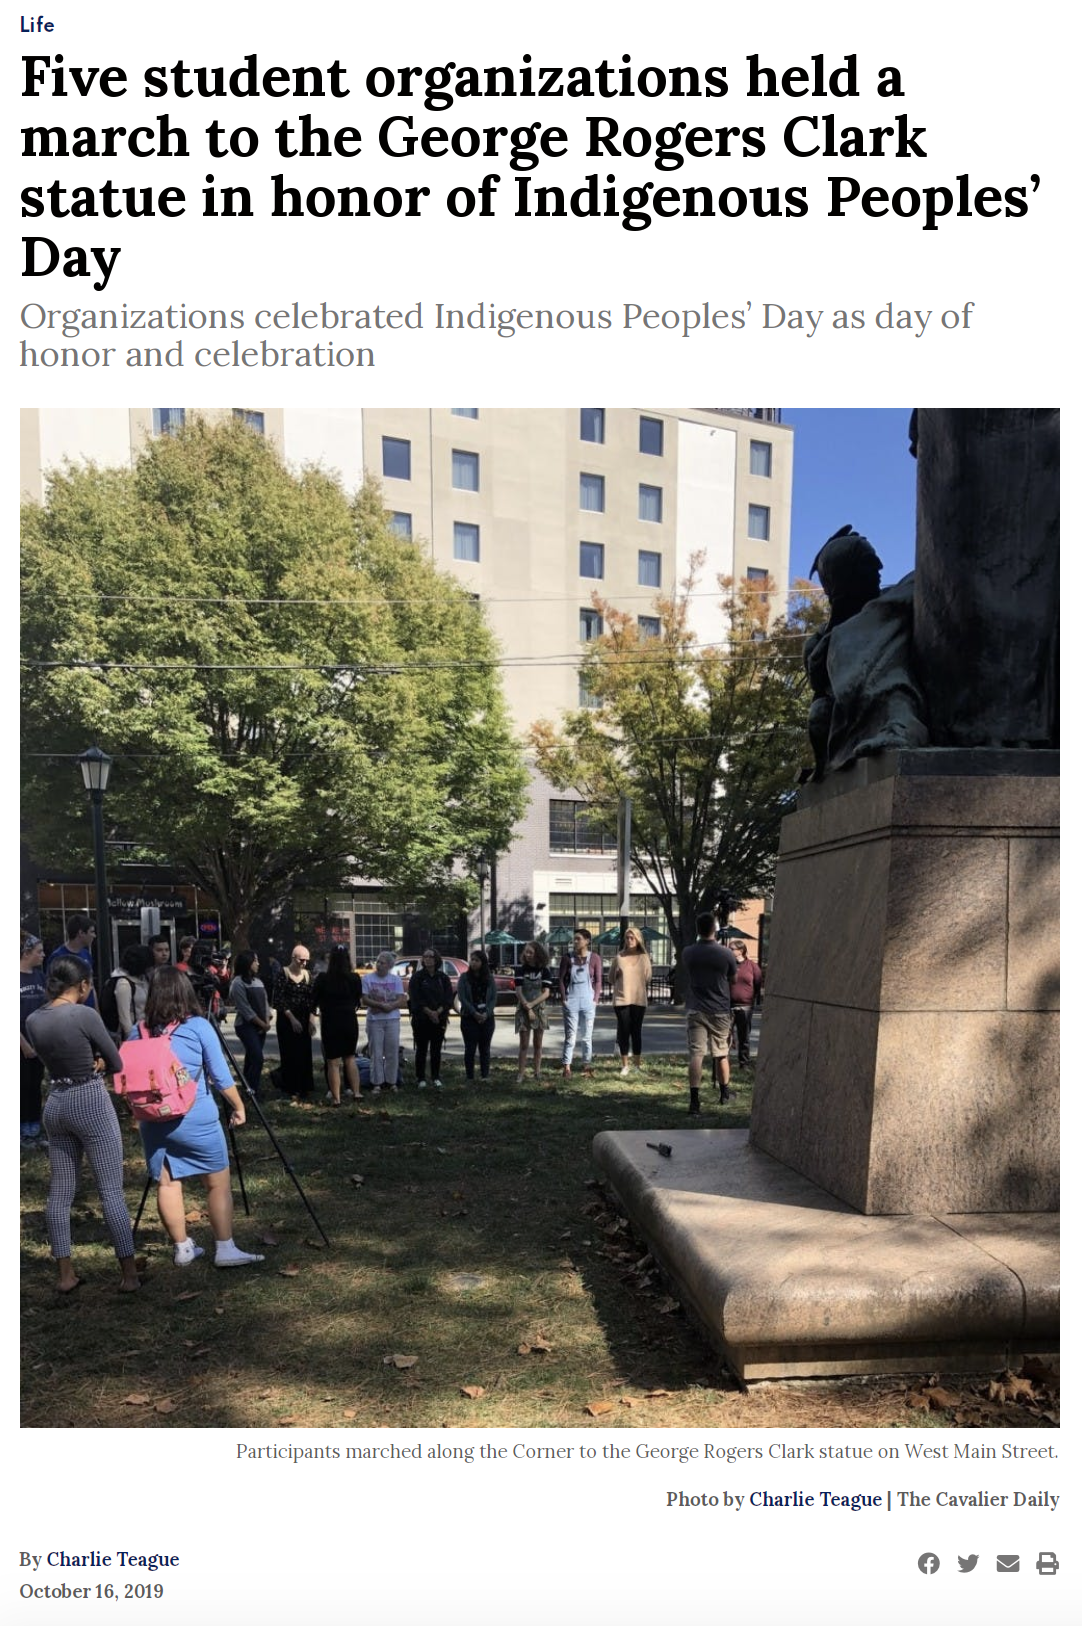 Life
Five student organizations held a
march to the George Rogers Clark
statue in honor of Indigenous Peoples’
Day
Organizations celebrated Indigenous Peoples’ Day as day of
honor and celebration
Mellow Mushroom
OPEN
Participants marched along the Corner to the George Rogers Clark statue on West Main Street.
Photo by Charlie Teague | The Cavalier Daily
By Charlie Teague
October 16, 2019